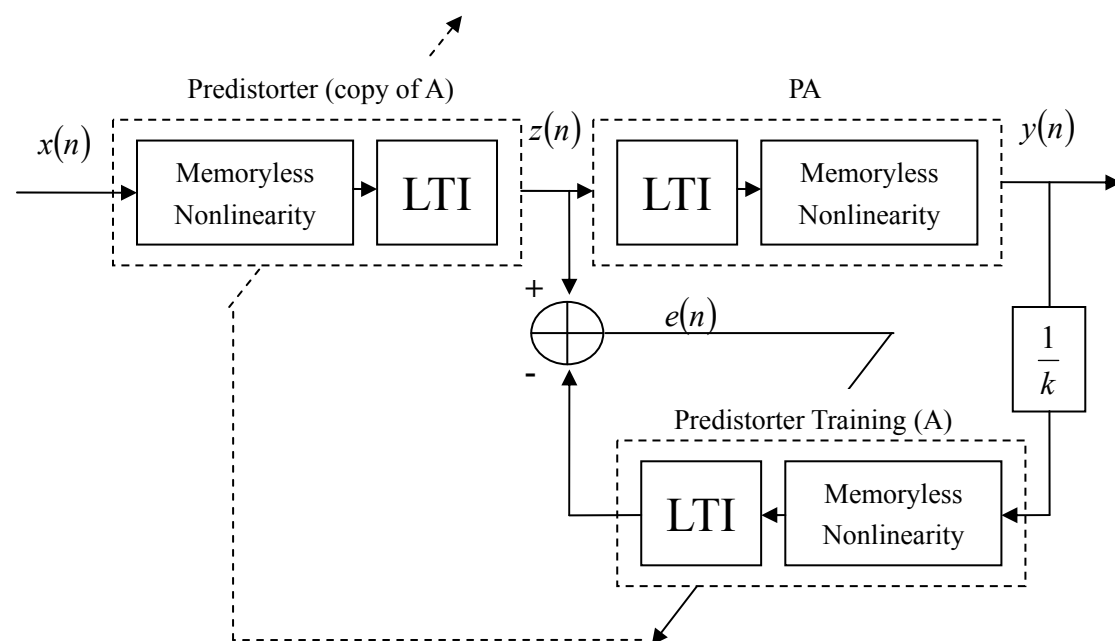 Predistorter (copy of A)
PA
x(n)
z(n)
y(n)
Memoryless
Nonlinearity
LTI
LTI
Memoryless
Nonlinearity
+
e(n)
-
1
k
Predistorter Training (A)
LTI
Memoryless
Nonlinearity